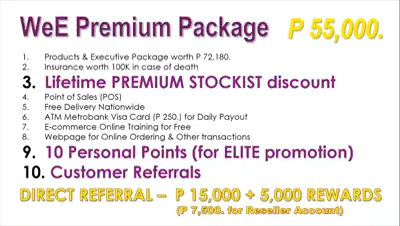 WeE Premium Package P 55,000.
1. Products & Executive Package worth P 72,180.
2. Insurance worth 100K in case of death
3. Lifetime PREMIUM STOCKIST discount
4. Point of Sales (POS)
5. Free Delivery Nationwide
6. ATM Metrobank Visa Card (P 250.) for Daily Payout
7. E-commerce Online Training for Free
8. Webpage for Online Ordering & Other transactions
9. 10 Personal Points (for ELITE promotion)
10. Customer Referrals
DIRECT REFERRAL – P 15,000 + 5,000 REWARDS
(P 7,500. for Reseller Account)